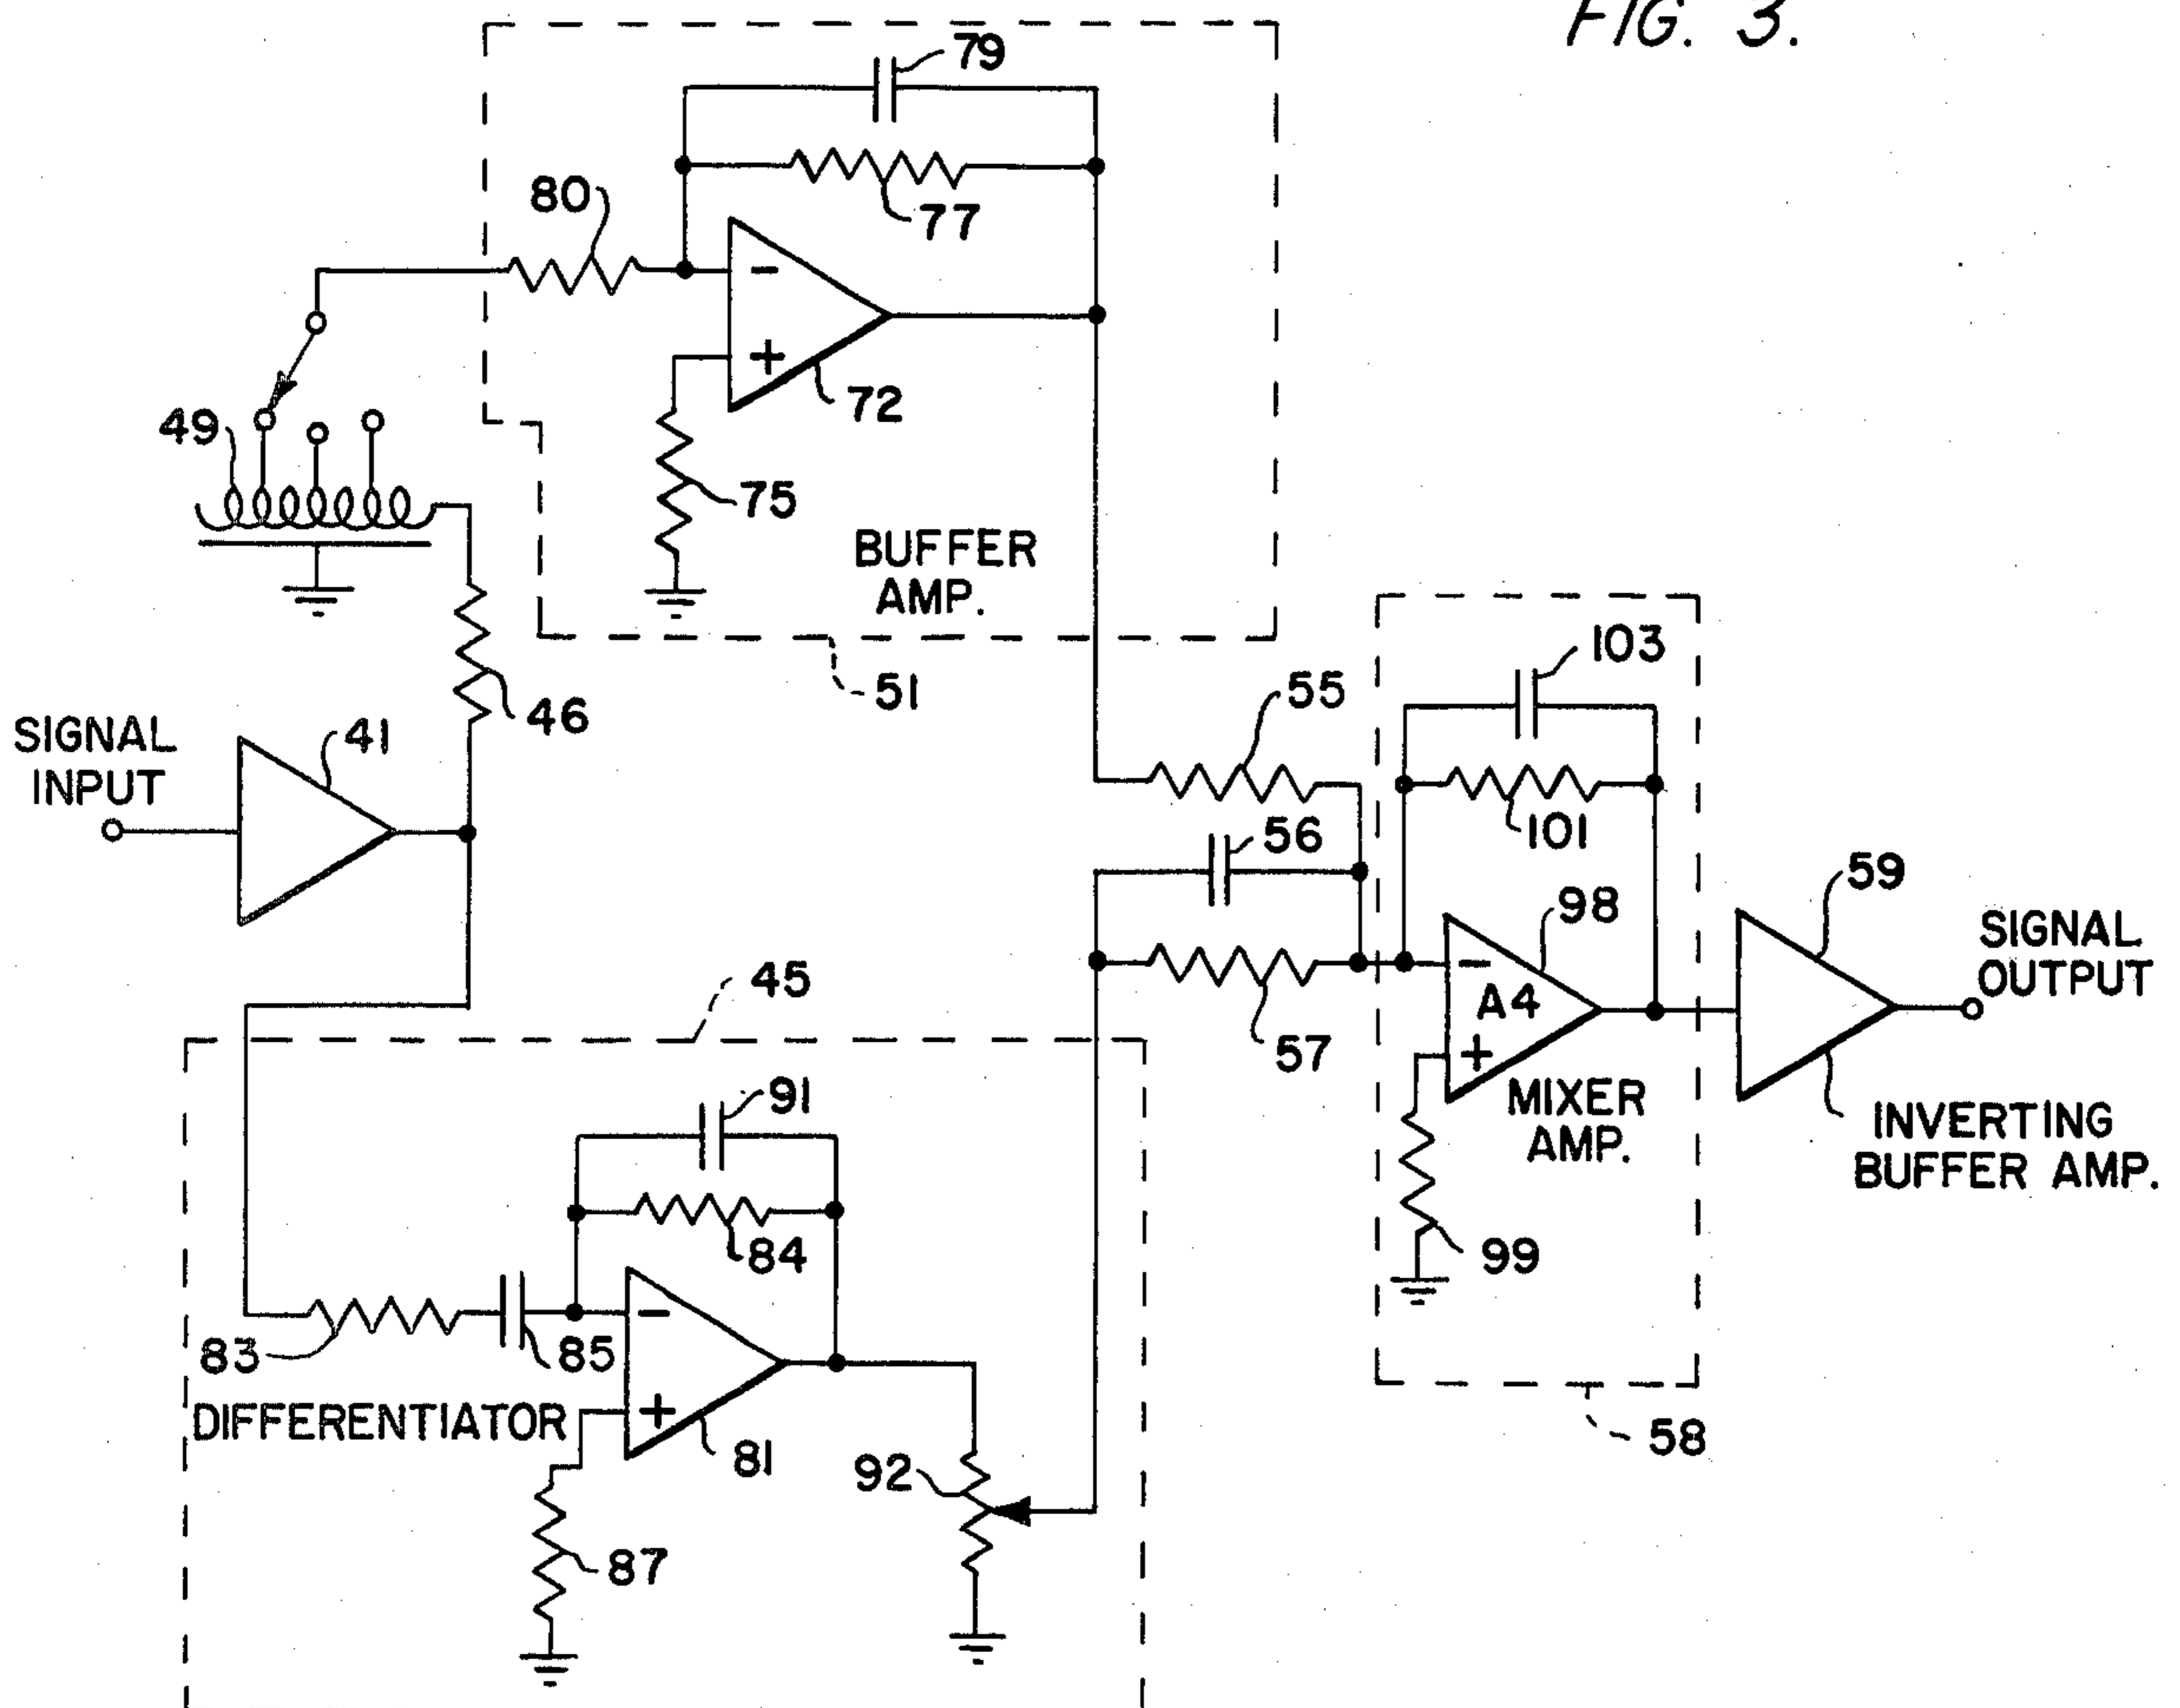 FIG. 3.
79
80
77
-
+
72
49
75
BUFFER
AMP.
51
46
SIGNAL
INPUT
41
55
103
56
101
57
98
59
-
A4
+
MIXER
AMP.
SIGNAL
OUTPUT
INVERTING
BUFFER AMP.
99
58
45
91
84
83
85
-
+
DIFFERENTIATOR
81
92
87